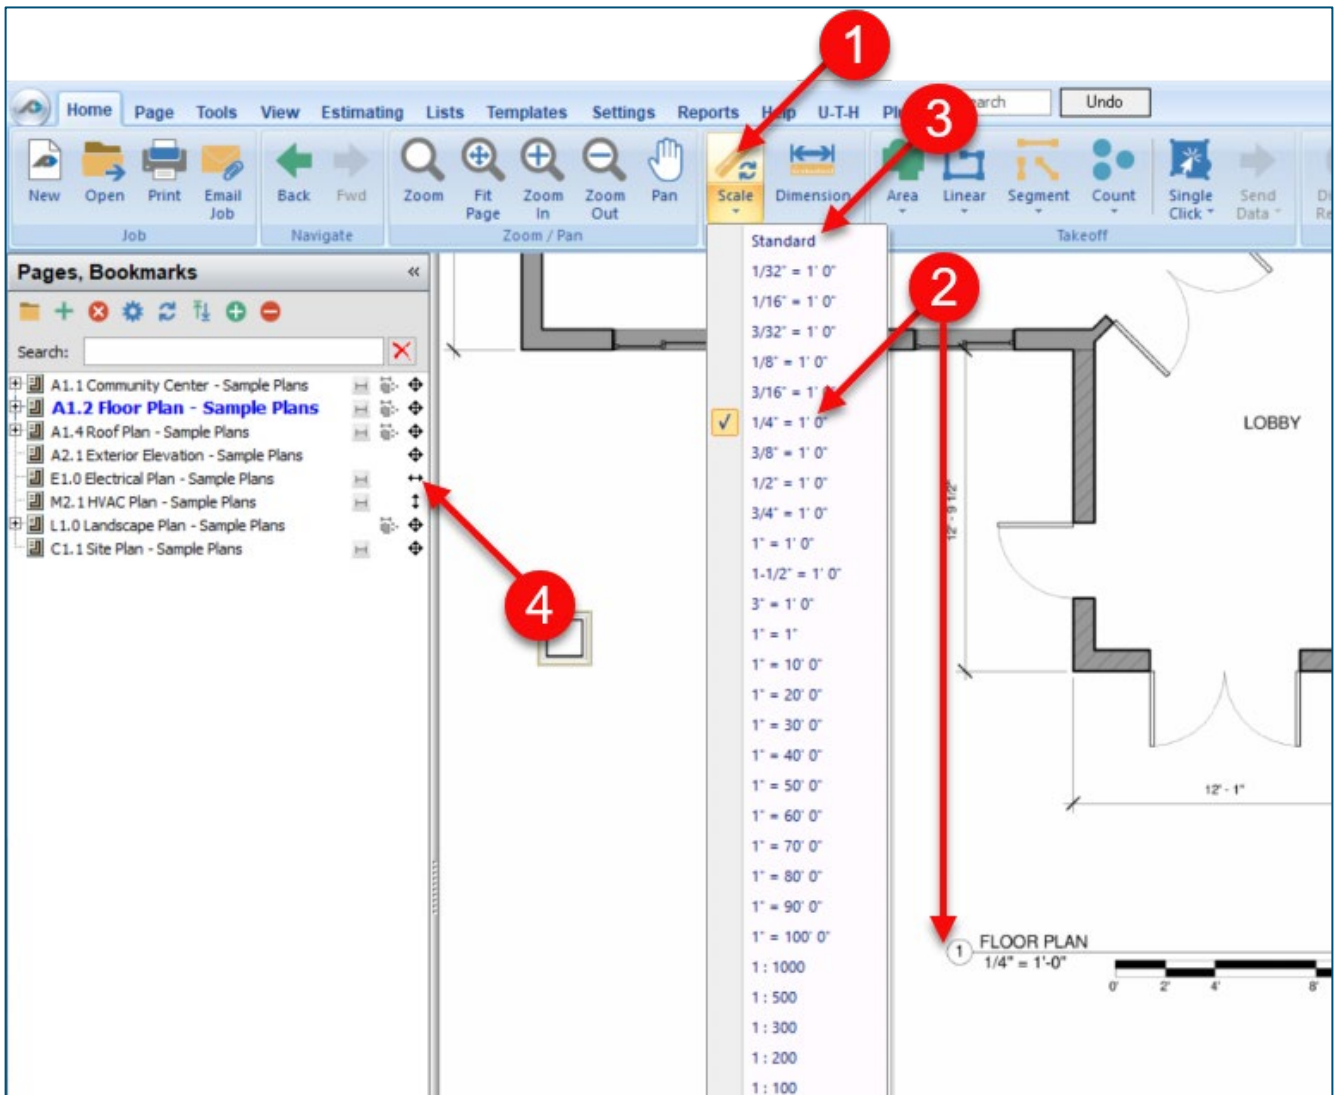 1
Home Page Tools View Estimating Lists Templates Settings Reports Help U-T-H Undo
3
New Open Print Email Job Back Fwd Zoom Fit Page Zoom In Zoom Out Pan Scale Dimension Area Linear Segment Count Single Click Send Data
Job Navigate Zoom / Pan Takeoff
Pages, Bookmarks «
Search:
A1.1 Community Center - Sample Plans
A1.2 Floor Plan - Sample Plans
A1.4 Roof Plan - Sample Plans
A2.1 Exterior Elevation - Sample Plans
E1.0 Electrical Plan - Sample Plans
M2.1 HVAC Plan - Sample Plans
L1.0 Landscape Plan - Sample Plans
C1.1 Site Plan - Sample Plans
4
Standard
1/32" = 1' 0"
1/16" = 1' 0"
3/32" = 1' 0"
1/8" = 1' 0"
3/16" = 1' 0"
1/4" = 1' 0"
3/8" = 1' 0"
1/2" = 1' 0"
3/4" = 1' 0"
1" = 1' 0"
1-1/2" = 1' 0"
3" = 1' 0"
1" = 1"
1" = 10' 0"
1" = 20' 0"
1" = 30' 0"
1" = 40' 0"
1" = 50' 0"
1" = 60' 0"
1" = 70' 0"
1" = 80' 0"
1" = 90' 0"
1" = 100' 0"
1 : 1000
1 : 500
1 : 300
1 : 200
1 : 100
2
LOBBY
12' - 9 1/2"
12' - 1"
1 FLOOR PLAN
1/4" = 1'-0"
0' 2' 4' 8'